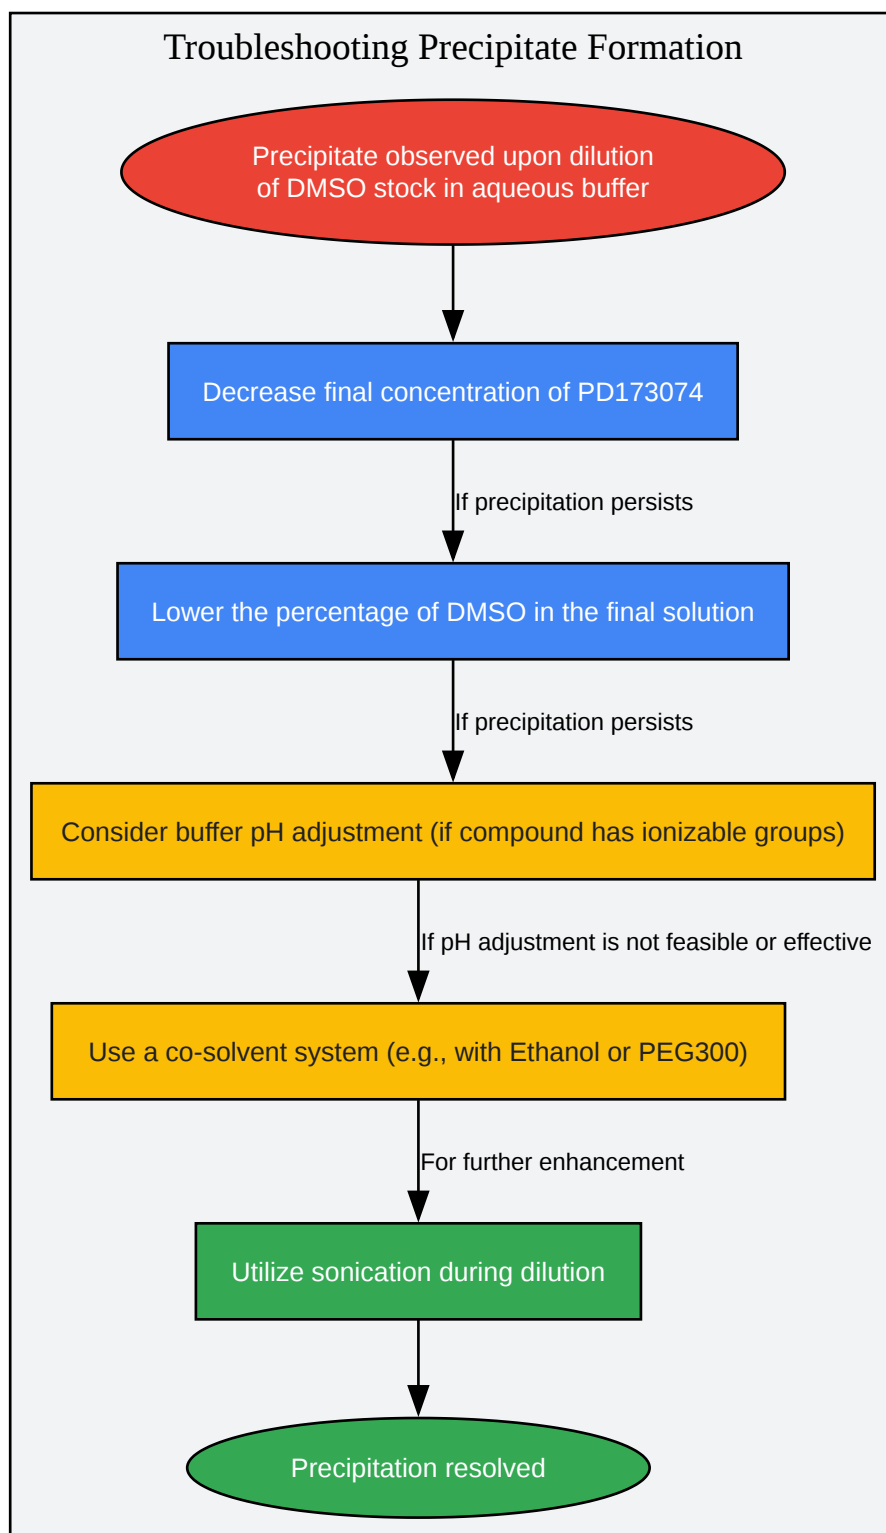 Troubleshooting Precipitate Formation
Precipitate observed upon dilution
of DMSO stock in aqueous buffer
Decrease final concentration of PD173074
If precipitation persists
Lower the percentage of DMSO in the final solution
If precipitation persists
Consider buffer pH adjustment (if compound has ionizable groups)
If pH adjustment is not feasible or effective
Use a co-solvent system (e.g., with Ethanol or PEG300)
For further enhancement
Utilize sonication during dilution
Precipitation resolved